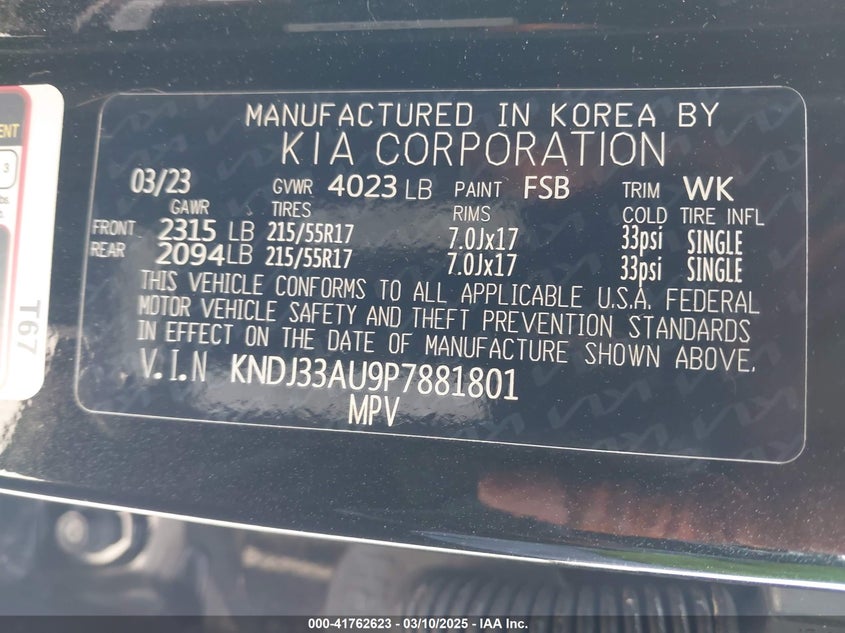 MANUFACTURED IN KOREA BY
KIA CORPORATION
03/23 GVWR 4023 LB PAINT FSB TRIM WK
GAWR TIRES RIMS COLD TIRE INFL
FRONT 2315 LB 215/55R17 7.0Jx17 33psi SINGLE
REAR 2094 LB 215/55R17 7.0Jx17 33psi SINGLE
THIS VEHICLE CONFORMS TO ALL APPLICABLE U.S.A. FEDERAL
MOTOR VEHICLE SAFETY AND THEFT PREVENTION STANDARDS
IN EFFECT ON THE DATE OF MANUFACTURE SHOWN ABOVE.
V.I.N KNDJ33AU9P7881801
MPV
3
T67
000-41762623 - 03/10/2025 - IAA Inc.